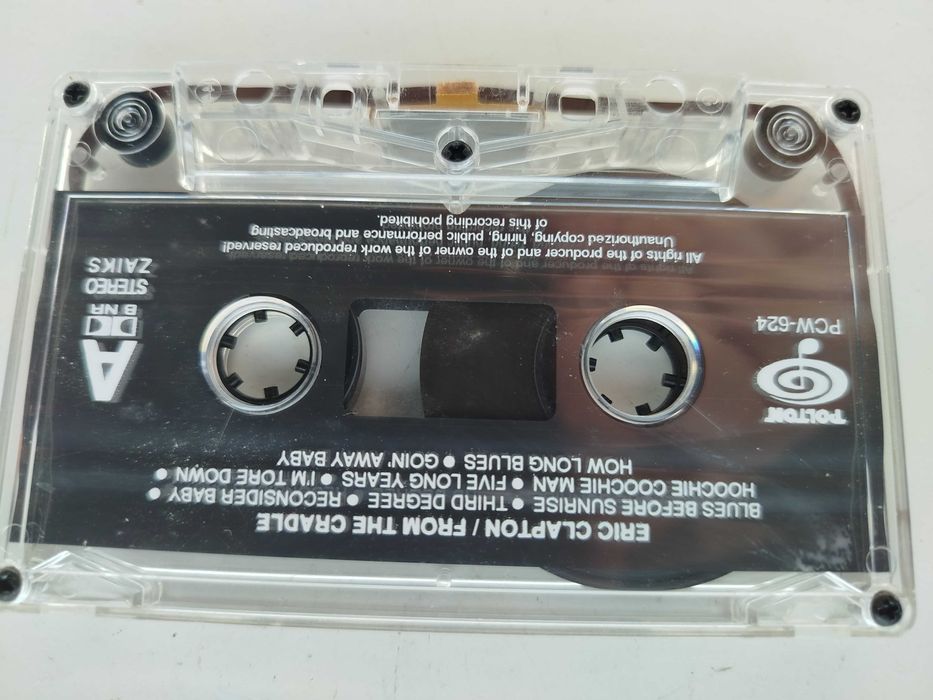 ERIC CLAPTON / FROM THE CRADLE
BLUES BEFORE SUNRISE ● THIRD DEGREE ● RECONSIDER BABY ●
HOOCHIE COOCHIE MAN ● FIVE LONG YEARS ● I'M TORE DOWN ●
HOW LONG BLUES ● GOIN' AWAY BABY
POLTON
PCW-624
A
B NR
STEREO
ZAIKS
All rights of the producer and of the owner of the work reproduced reserved!
Unauthorized copying, hiring, public performance and broadcasting
of this recording prohibited.